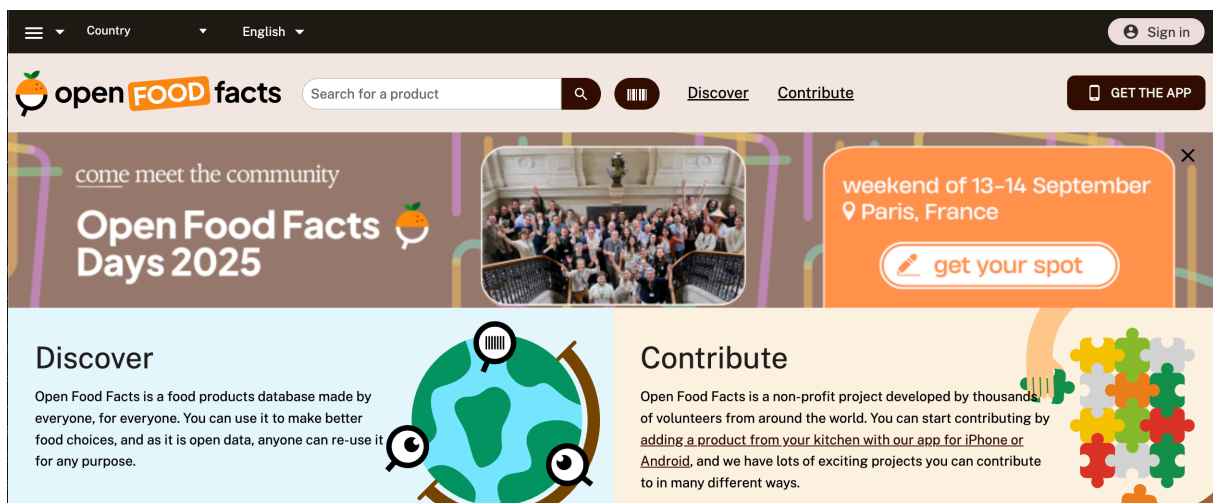 Country
English
Sign in
open FOOD facts
Search for a product
Discover
Contribute
GET THE APP
come meet the community
Open Food Facts
Days 2025
weekend of 13-14 September
Paris, France
get your spot
Discover
Open Food Facts is a food products database made by
everyone, for everyone. You can use it to make better
food choices, and as it is open data, anyone can re-use it
for any purpose.
Contribute
Open Food Facts is a non-profit project developed by thousands
of volunteers from around the world. You can start contributing by
adding a product from your kitchen with our app for iPhone or
Android, and we have lots of exciting projects you can contribute
to in many different ways.